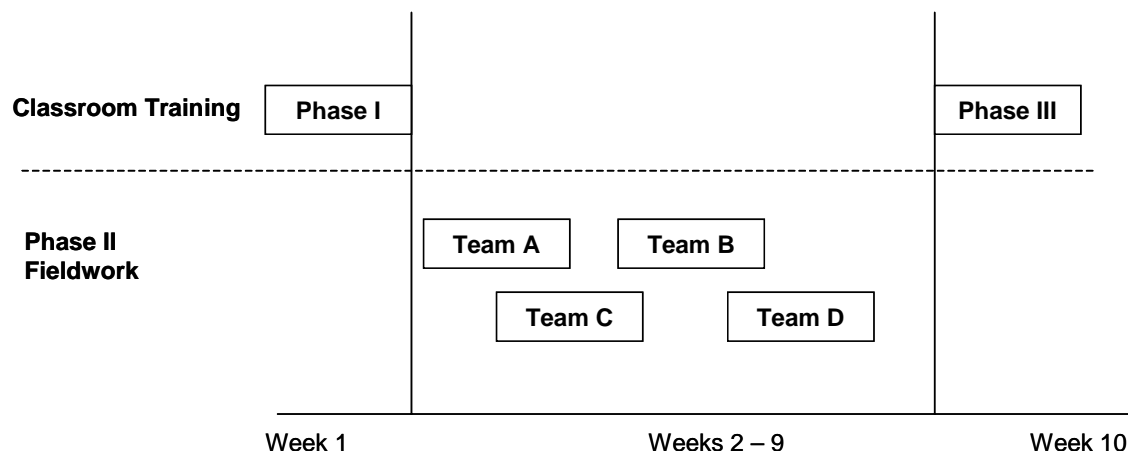 Classroom Training
Phase I
Phase III
Phase II
Fieldwork
Team A
Team B
Team C
Team D
Week 1
Weeks 2 – 9
Week 10